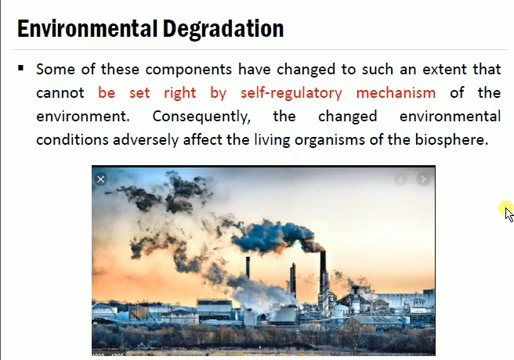 Environmental Degradation
▪ Some of these components have changed to such an extent that
cannot be set right by self-regulatory mechanism of the
environment. Consequently, the changed environmental
conditions adversely affect the living organisms of the biosphere.